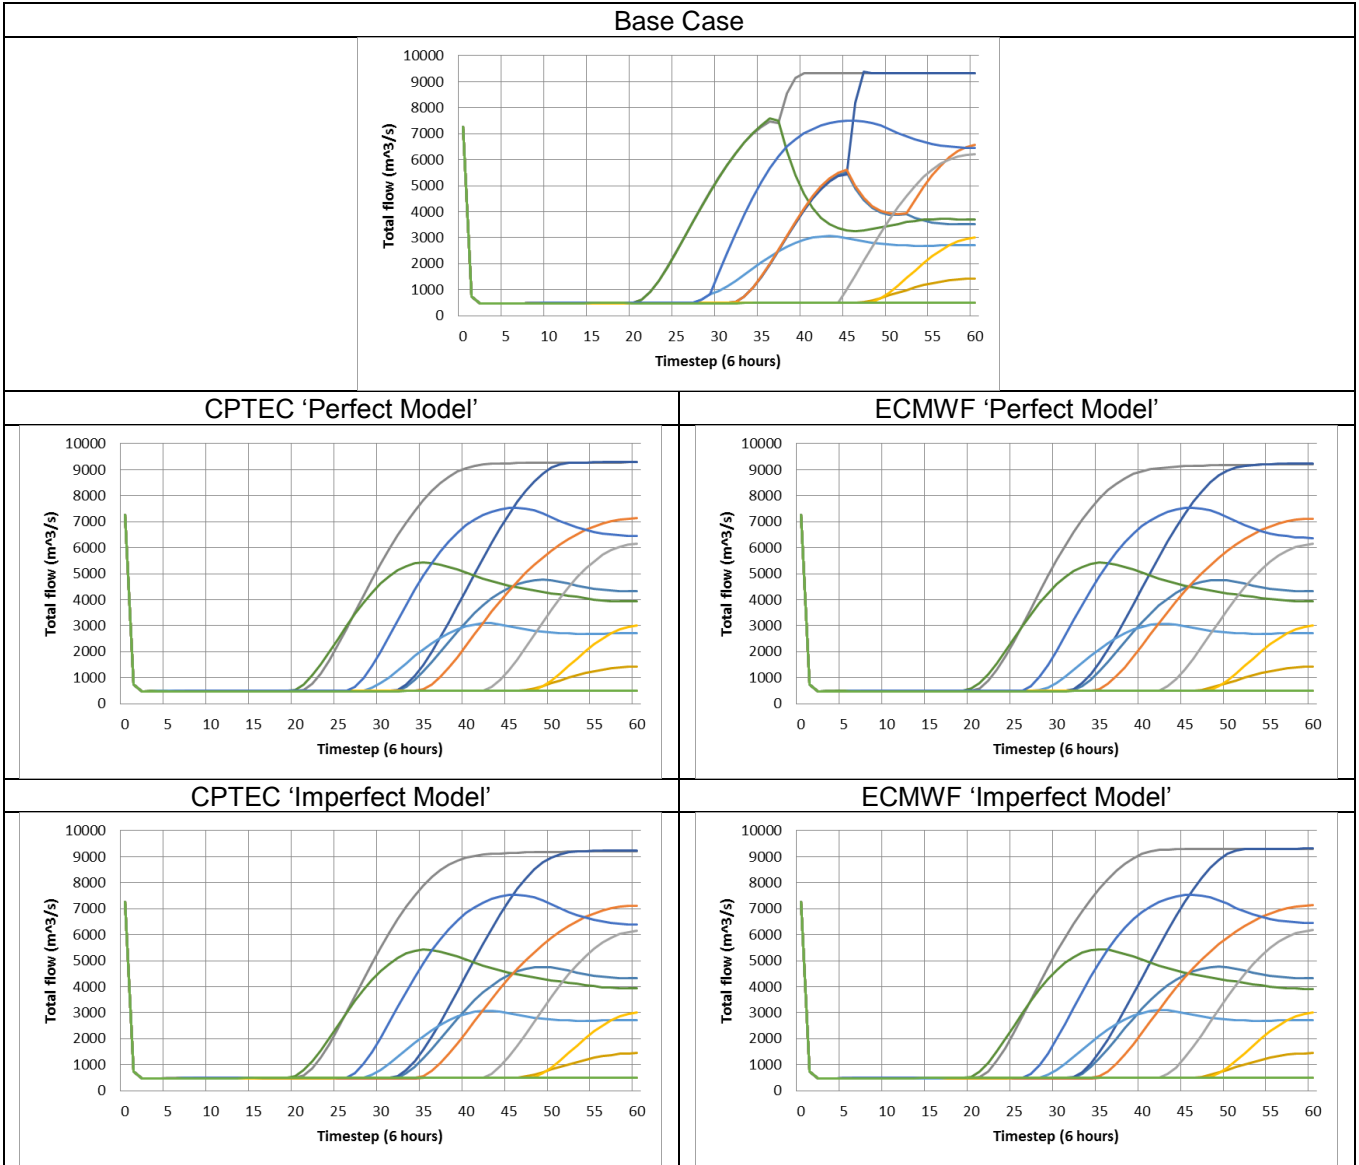 Base Case
10000
9000
8000
7000
6000
5000
4000
3000
2000
1000
0
Total flow (m^3/s)
0 5 10 15 20 25 30 35 40 45 50 55 60
Timestep (6 hours)
CPTEC ‘Perfect Model’
10000
9000
8000
7000
6000
5000
4000
3000
2000
1000
0
Total flow (m^3/s)
0 5 10 15 20 25 30 35 40 45 50 55 60
Timestep (6 hours)
ECMWF ‘Perfect Model’
10000
9000
8000
7000
6000
5000
4000
3000
2000
1000
0
Total flow (m^3/s)
0 5 10 15 20 25 30 35 40 45 50 55 60
Timestep (6 hours)
CPTEC ‘Imperfect Model’
10000
9000
8000
7000
6000
5000
4000
3000
2000
1000
0
Total flow (m^3/s)
0 5 10 15 20 25 30 35 40 45 50 55 60
Timestep (6 hours)
ECMWF ‘Imperfect Model’
10000
9000
8000
7000
6000
5000
4000
3000
2000
1000
0
Total flow (m^3/s)
0 5 10 15 20 25 30 35 40 45 50 55 60
Timestep (6 hours)